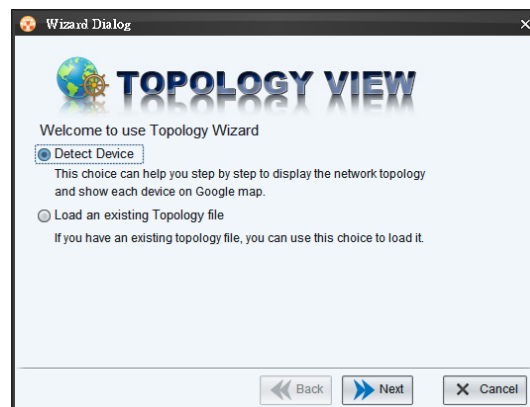 Wizard Dialog
TOPOLOGY VIEW
Welcome to use Topology Wizard
Detect Device
This choice can help you step by step to display the network topology
and show each device on Google map.
Load an existing Topology file
If you have an existing topology file, you can use this choice to load it.
Back
Next
Cancel